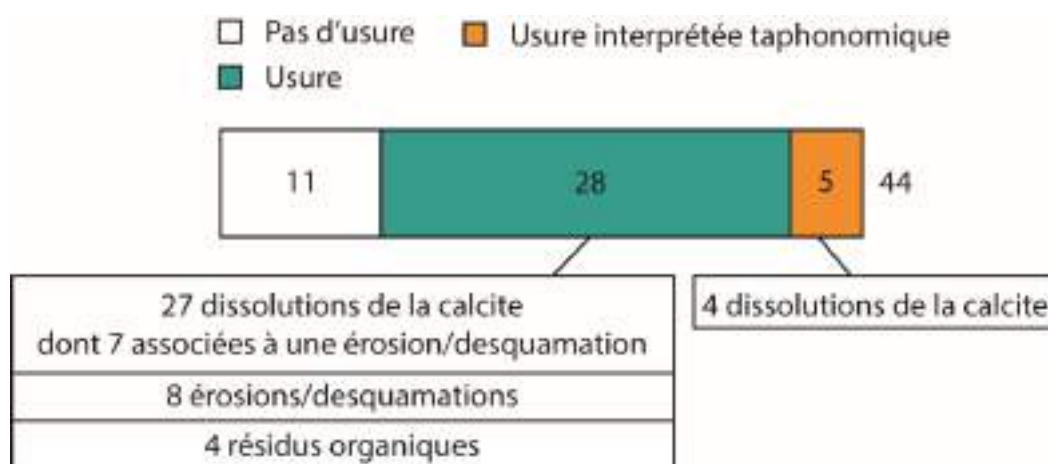 Pas d'usure
Usure interprétée taphonomique
Usure
11
28
5
44
27 dissolutions de la calcite
dont 7 associées à une érosion/desquamation
8 érosions/desquamations
4 résidus organiques
4 dissolutions de la calcite